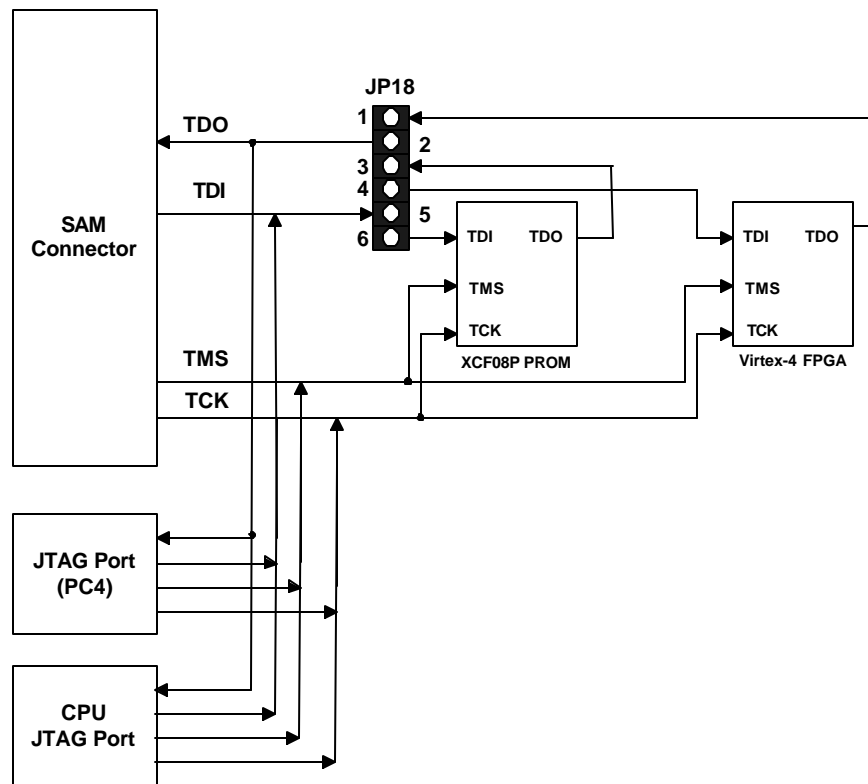 JP18
1
TDO
2
3
4
TDI
5
6
SAM
Connector
TDI
TDO
TMS
TCK
XCF08P PROM
TDI
TDO
TMS
TCK
Virtex-4 FPGA
TMS
TCK
JTAG Port
(PC4)
CPU
JTAG Port